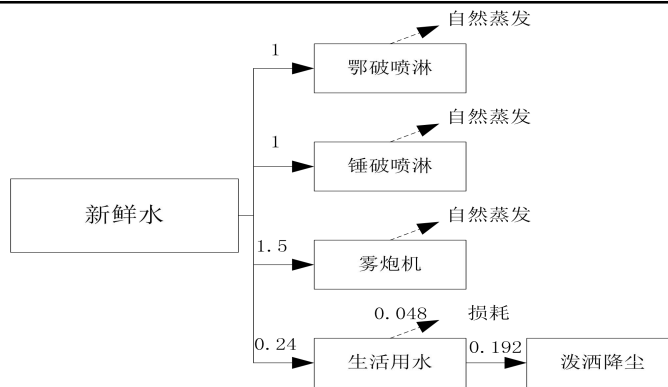 自然蒸发
1
鄂破喷淋
自然蒸发
1
锤破喷淋
新鲜水
自然蒸发
1.5
雾炮机
0.048 损耗
0.24
生活用水
0.192
泼洒降尘